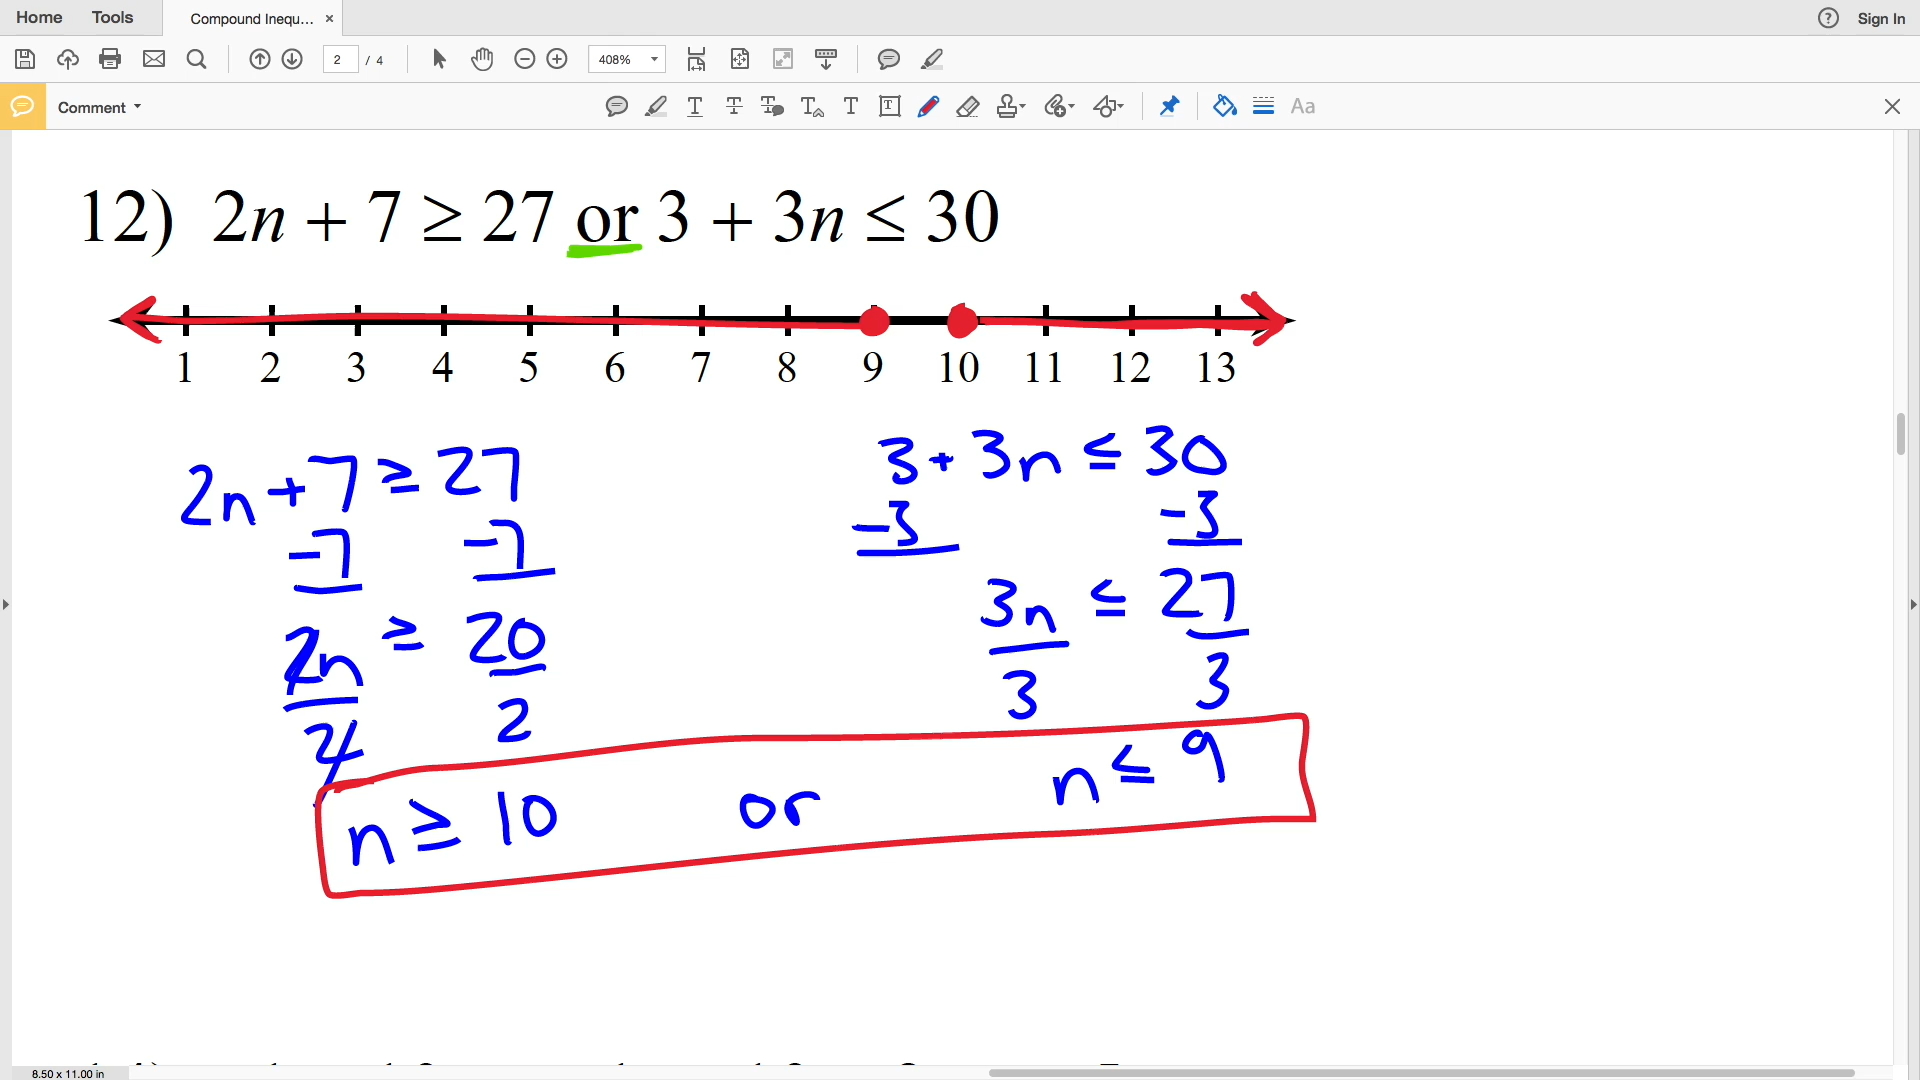 Home Tools Compound Inequ... × ? Sign In
2 / 4 408%
Comment T T T T T T Aa
12) 2n + 7 ≥ 27 or 3 + 3n ≤ 30
1 2 3 4 5 6 7 8 9 10 11 12 13
2n + 7 ≥ 27
-7 -7
2n ≥ 20
2 2
n ≥ 10
or
3 + 3n ≤ 30
-3 -3
3n ≤ 27
3 3
n ≤ 9
8.50 x 11.00 in